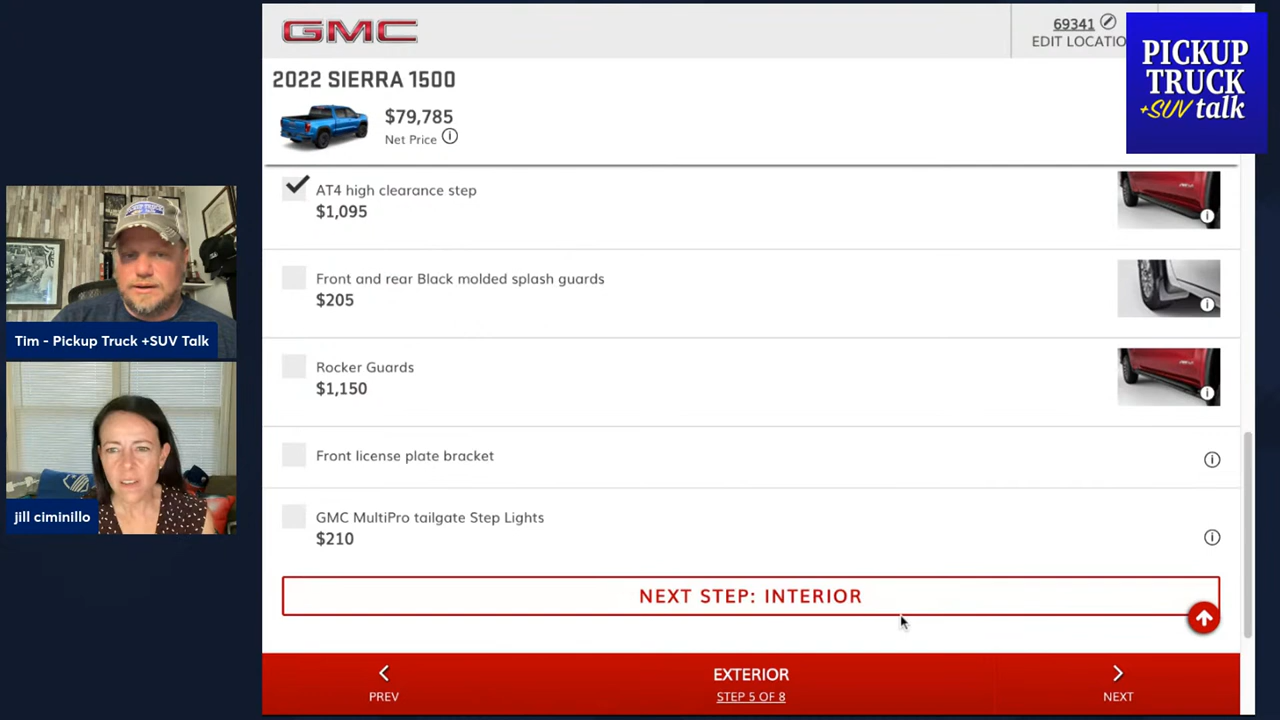 GMC
69341
EDIT LOCATIO
PICKUP
TRUCK
+SUV talk
2022 SIERRA 1500
$79,785
Net Price
AT4 high clearance step
$1,095
Front and rear Black molded splash guards
$205
Rocker Guards
$1,150
Front license plate bracket
GMC MultiPro tailgate Step Lights
$210
NEXT STEP: INTERIOR
PREV
EXTERIOR
STEP 5 OF 8
NEXT
Tim - Pickup Truck +SUV Talk
jill ciminillo